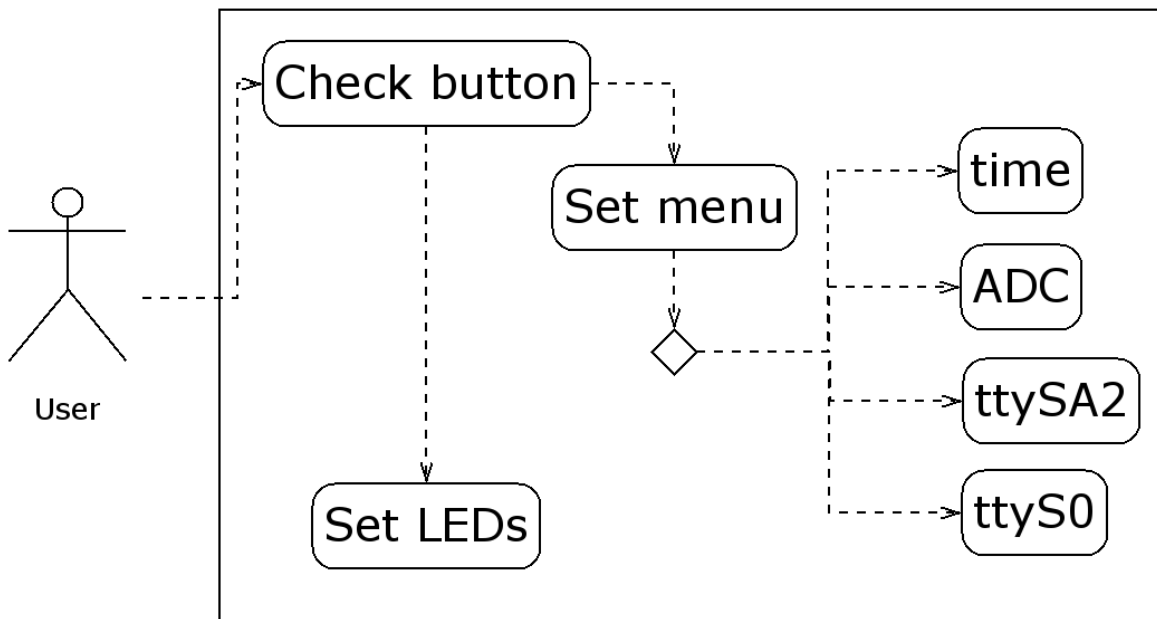 Check button
time
Set menu
ADC
ttySA2
User
ttyS0
Set LEDs